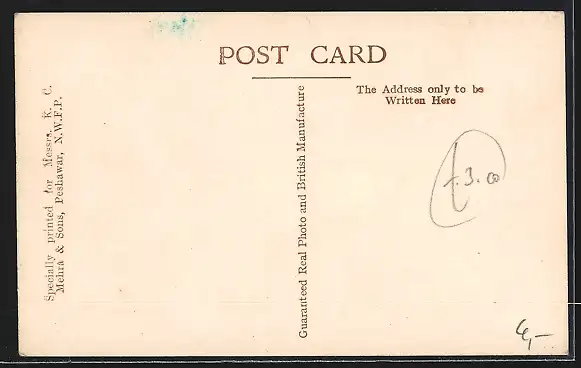 POST CARD
The Address only to be
Written Here
Specially printed for Messrs. K. C.
Mehra & Sons, Peshawar, N.W.F.P.
Guaranteed Real Photo and British Manufacture
3.00